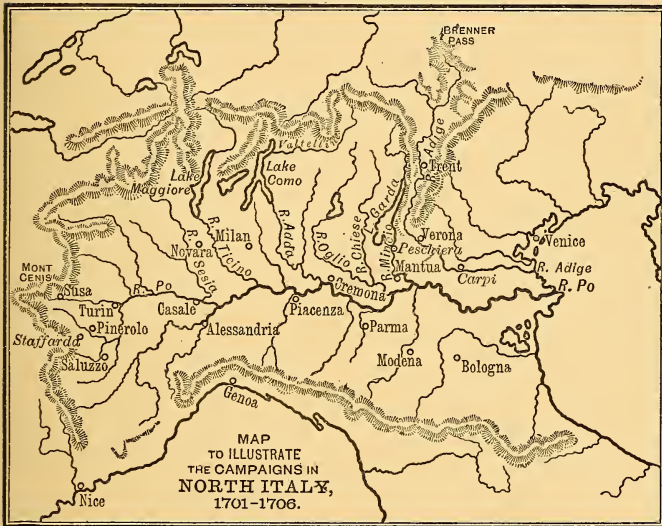 BRENNER
PASS
Valtelline
R. Adige
Trent
Lake
Maggiore
Lake
Como
L. Garda
R. Adda
R. Oglio
R. Chiese
R. Mincio
Verona
Peschiera
Venice
Milan
Novara
R. Sesia
R. Ticino
Mantua
Carpi
R. Adige
R. Po
MONT
CENIS
Susa
R. Po
Turin
Casale
Cremona
Piacenza
Pinerolo
Alessandria
Parma
Staffarda
Saluzzo
Modena
Bologna
Genoa
Nice
MAP
TO ILLUSTRATE
THE CAMPAIGNS IN
NORTH ITALY,
1701-1706.